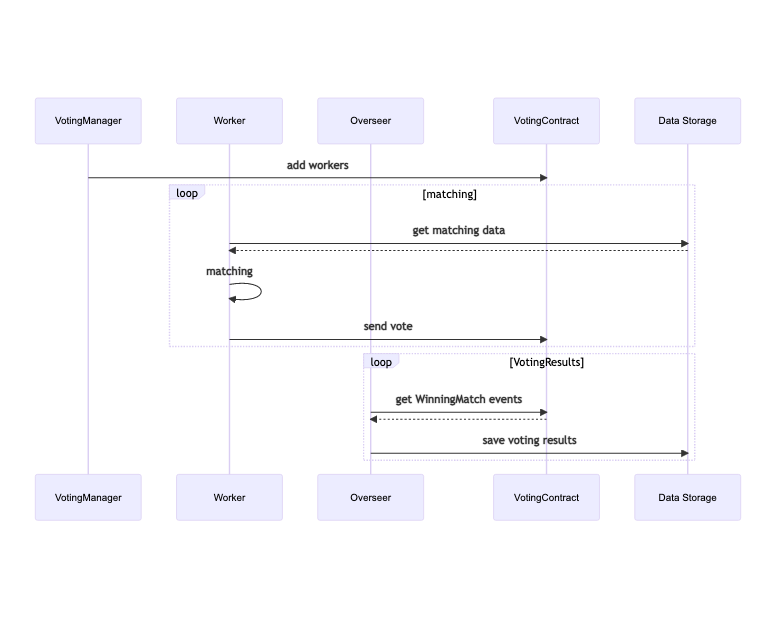 VotingManager
Worker
Overseer
VotingContract
Data Storage
add workers
loop
[matching]
get matching data
matching
send vote
loop
[VotingResults]
get WinningMatch events
save voting results
VotingManager
Worker
Overseer
VotingContract
Data Storage